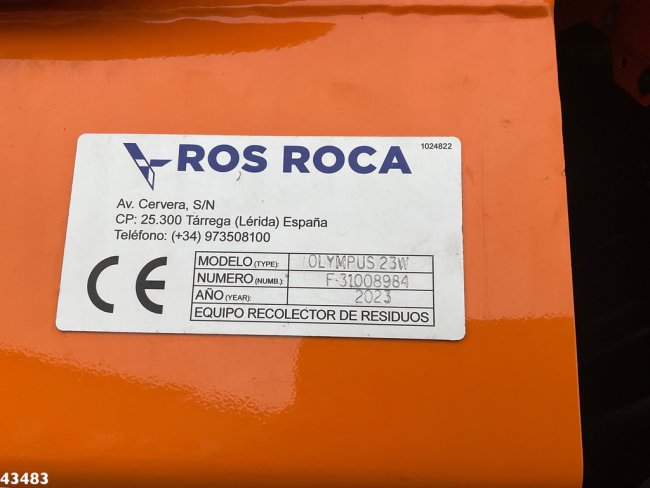 ROS ROCA
1024822
Av. Cervera, S/N
CP: 25.300 Tárrega (Lérida) España
Teléfono: (+34) 973508100
CE
MODELO (TYPE): OLYMPUS 23W
NUMERO (NUMB.): F-31008984
AÑO (YEAR): 2023
EQUIPO RECOLECTOR DE RESIDUOS
43483